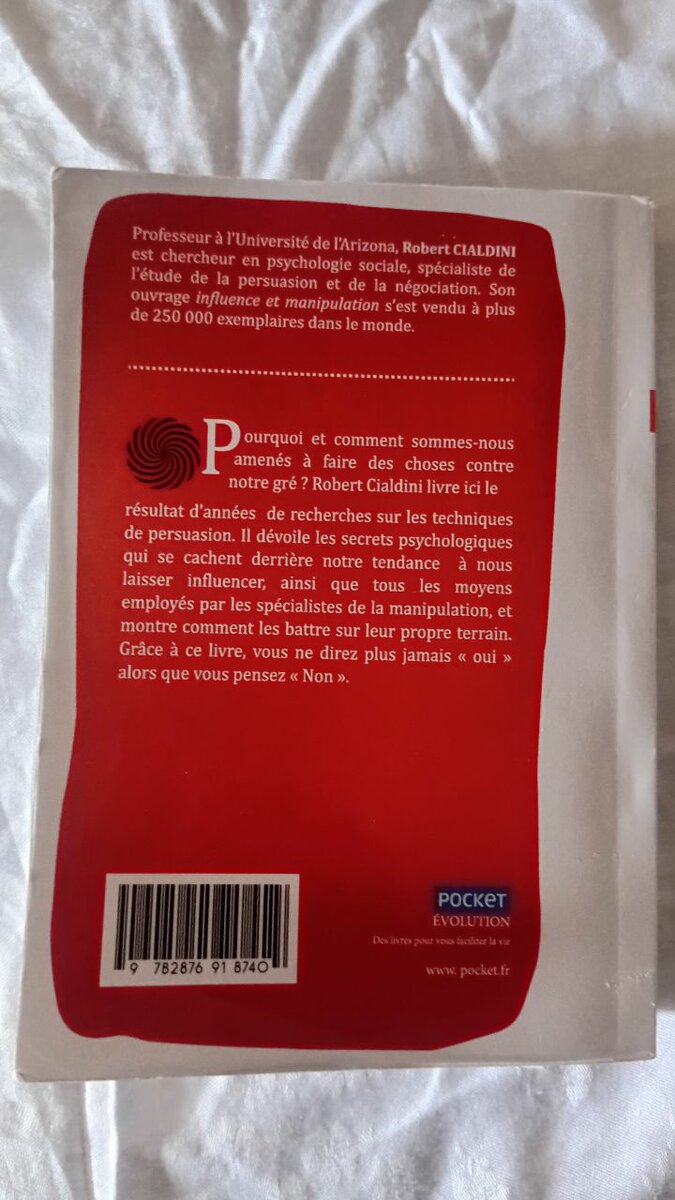 Professeur à l'Université de l'Arizona, Robert CIALDINI
est chercheur en psychologie sociale, spécialiste de
l'étude de la persuasion et de la négociation. Son
ouvrage influence et manipulation s'est vendu à plus
de 250 000 exemplaires dans le monde.
Pourquoi et comment sommes-nous
amenés à faire des choses contre
notre gré ? Robert Cialdini livre ici le
résultat d'années de recherches sur les techniques
de persuasion. Il dévoile les secrets psychologiques
qui se cachent derrière notre tendance à nous
laisser influencer, ainsi que tous les moyens
employés par les spécialistes de la manipulation, et
montre comment les battre sur leur propre terrain.
Grâce à ce livre, vous ne direz plus jamais « oui »
alors que vous pensez « Non ».
9 782876 918740
POCKET
ÉVOLUTION
Des livres pour vous faciliter la vie
www. pocket.fr